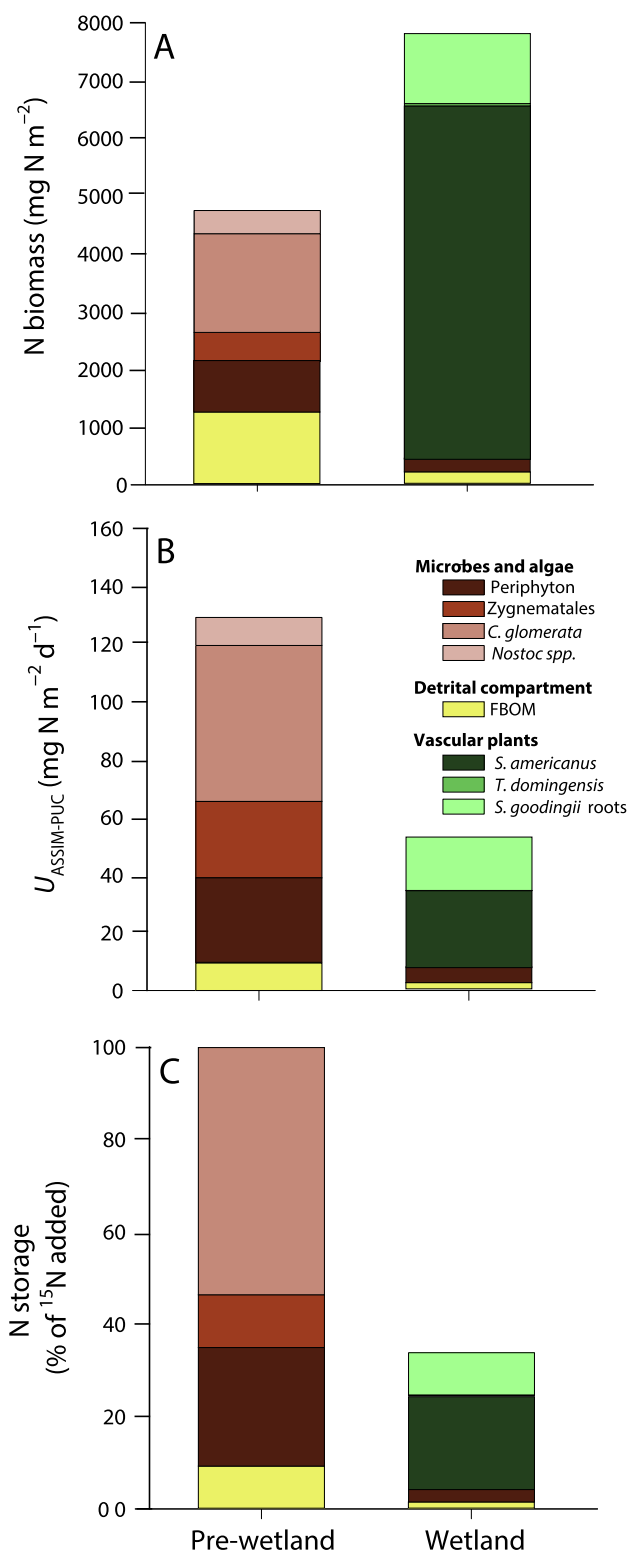 A
N biomass (mg N m⁻²)
8000
7000
6000
5000
4000
3000
2000
1000
0
B
U ASSIM-PUC (mg N m⁻² d⁻¹)
160
140
120
100
80
60
40
20
0
Microbes and algae
Periphyton
Zygnematales
C. glomerata
Nostoc spp.
Detrital compartment
FBOM
Vascular plants
S. americanus
T. domingensis
S. goodingii roots
C
N storage
(% of ¹⁵N added)
100
80
60
40
20
0 0
Pre-wetland Wetland